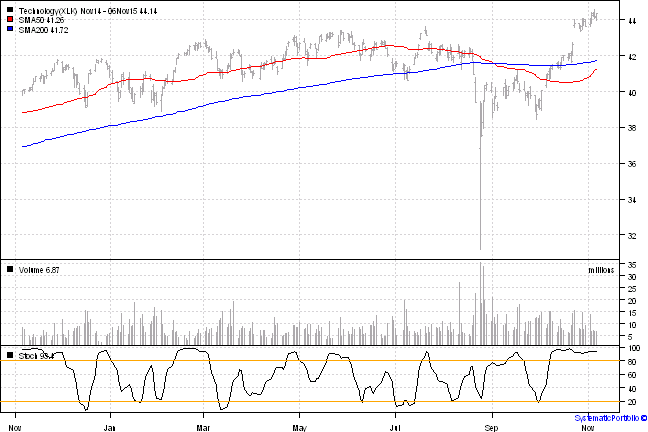 Technology(XLK) Nov14 - 06Nov15 44.14
SMA50 41.26
SMA200 41.72
44
42
40
38
36
34
32
Volume 6.87
millions
35
30
25
20
15
10
5
Stoch 93.4
100
80
60
40
20
Nov Jan Mar May Jul Sep Nov
SystematicPortfolio ©